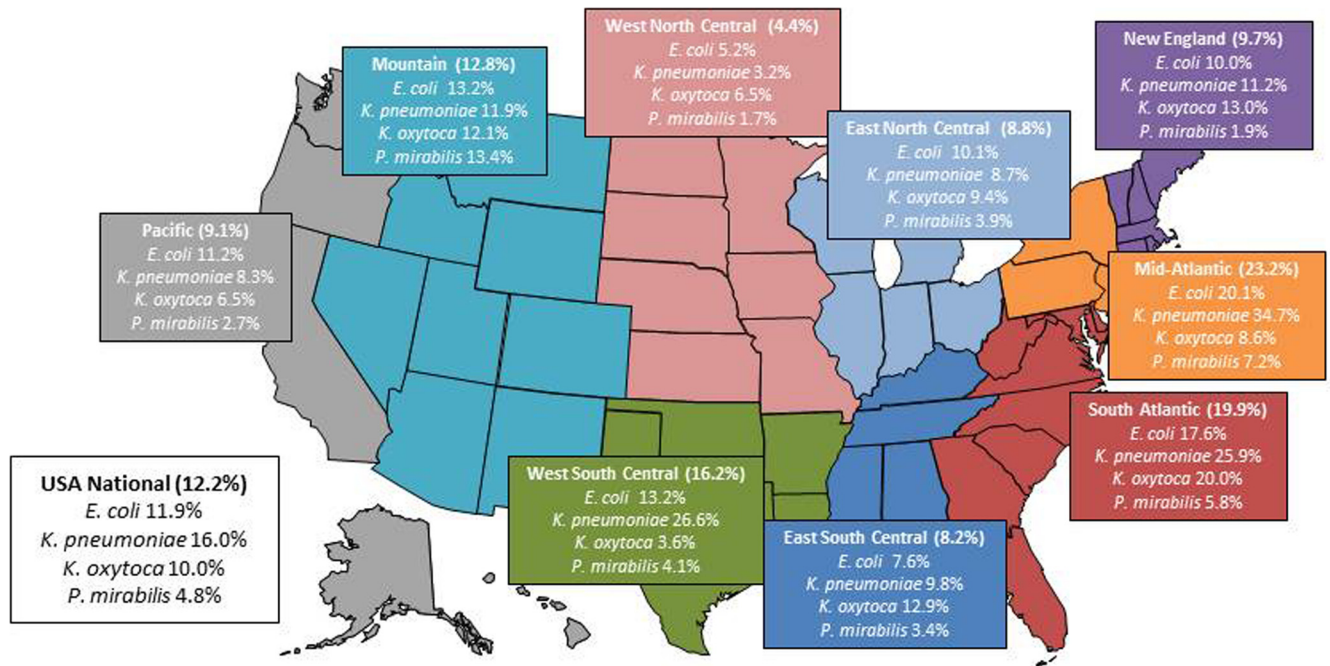 West North Central (4.4%)
E. coli 5.2%
K. pneumoniae 3.2%
K. oxytoca 6.5%
P. mirabilis 1.7%
New England (9.7%)
E. coli 10.0%
K. pneumoniae 11.2%
K. oxytoca 13.0%
P. mirabilis 1.9%
Mountain (12.8%)
E. coli 13.2%
K. pneumoniae 11.9%
K. oxytoca 12.1%
P. mirabilis 13.4%
East North Central (8.8%)
E. coli 10.1%
K. pneumoniae 8.7%
K. oxytoca 9.4%
P. mirabilis 3.9%
Pacific (9.1%)
E. coli 11.2%
K. pneumoniae 8.3%
K. oxytoca 6.5%
P. mirabilis 2.7%
Mid-Atlantic (23.2%)
E. coli 20.1%
K. pneumoniae 34.7%
K. oxytoca 8.6%
P. mirabilis 7.2%
South Atlantic (19.9%)
E. coli 17.6%
K. pneumoniae 25.9%
K. oxytoca 20.0%
P. mirabilis 5.8%
USA National (12.2%)
E. coli 11.9%
K. pneumoniae 16.0%
K. oxytoca 10.0%
P. mirabilis 4.8%
West South Central (16.2%)
E. coli 13.2%
K. pneumoniae 26.6%
K. oxytoca 3.6%
P. mirabilis 4.1%
East South Central (8.2%)
E. coli 7.6%
K. pneumoniae 9.8%
K. oxytoca 12.9%
P. mirabilis 3.4%